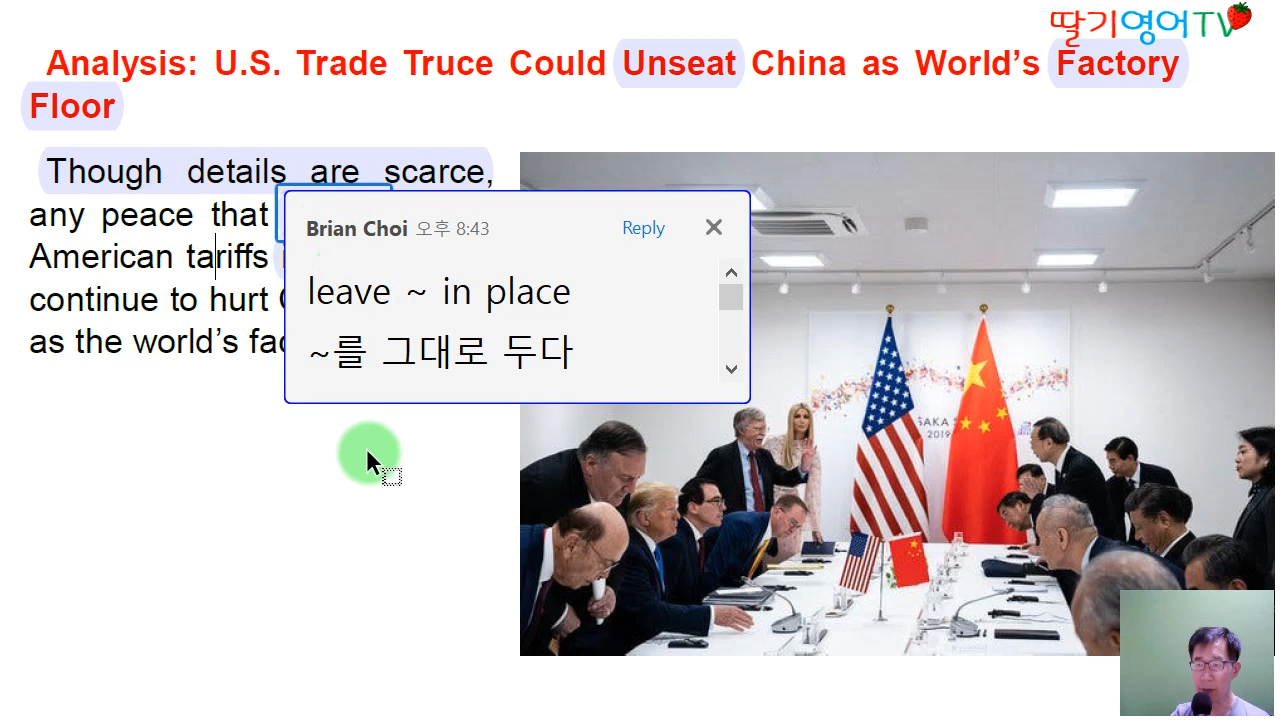 딸기영어TV
Analysis: U.S. Trade Truce Could Unseat China as World’s Factory
Floor
Though details are scarce,
any peace that
American tariffs
continue to hurt
as the world’s fac
Brian Choi 오후 8:43 Reply
leave ~ in place
~를 그대로 두다
2019